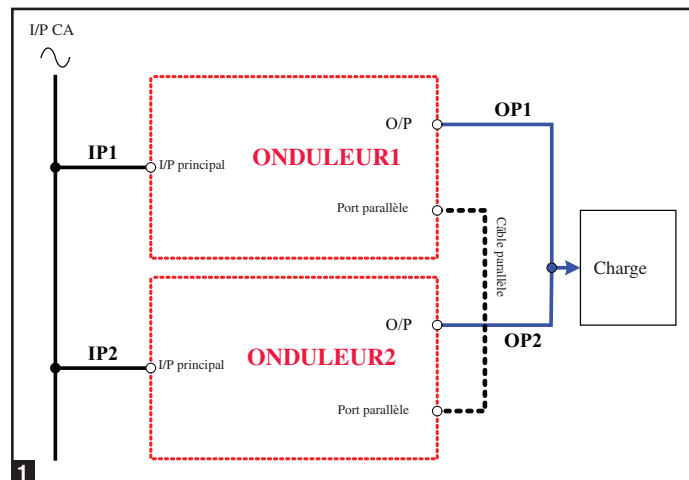 I/P CA
O/P
OP1
IP1
I/P principal
ONDULEUR1
Port parallèle
Câble parallèle
Charge
O/P
OP2
IP2
I/P principal
ONDULEUR2
Port parallèle
1